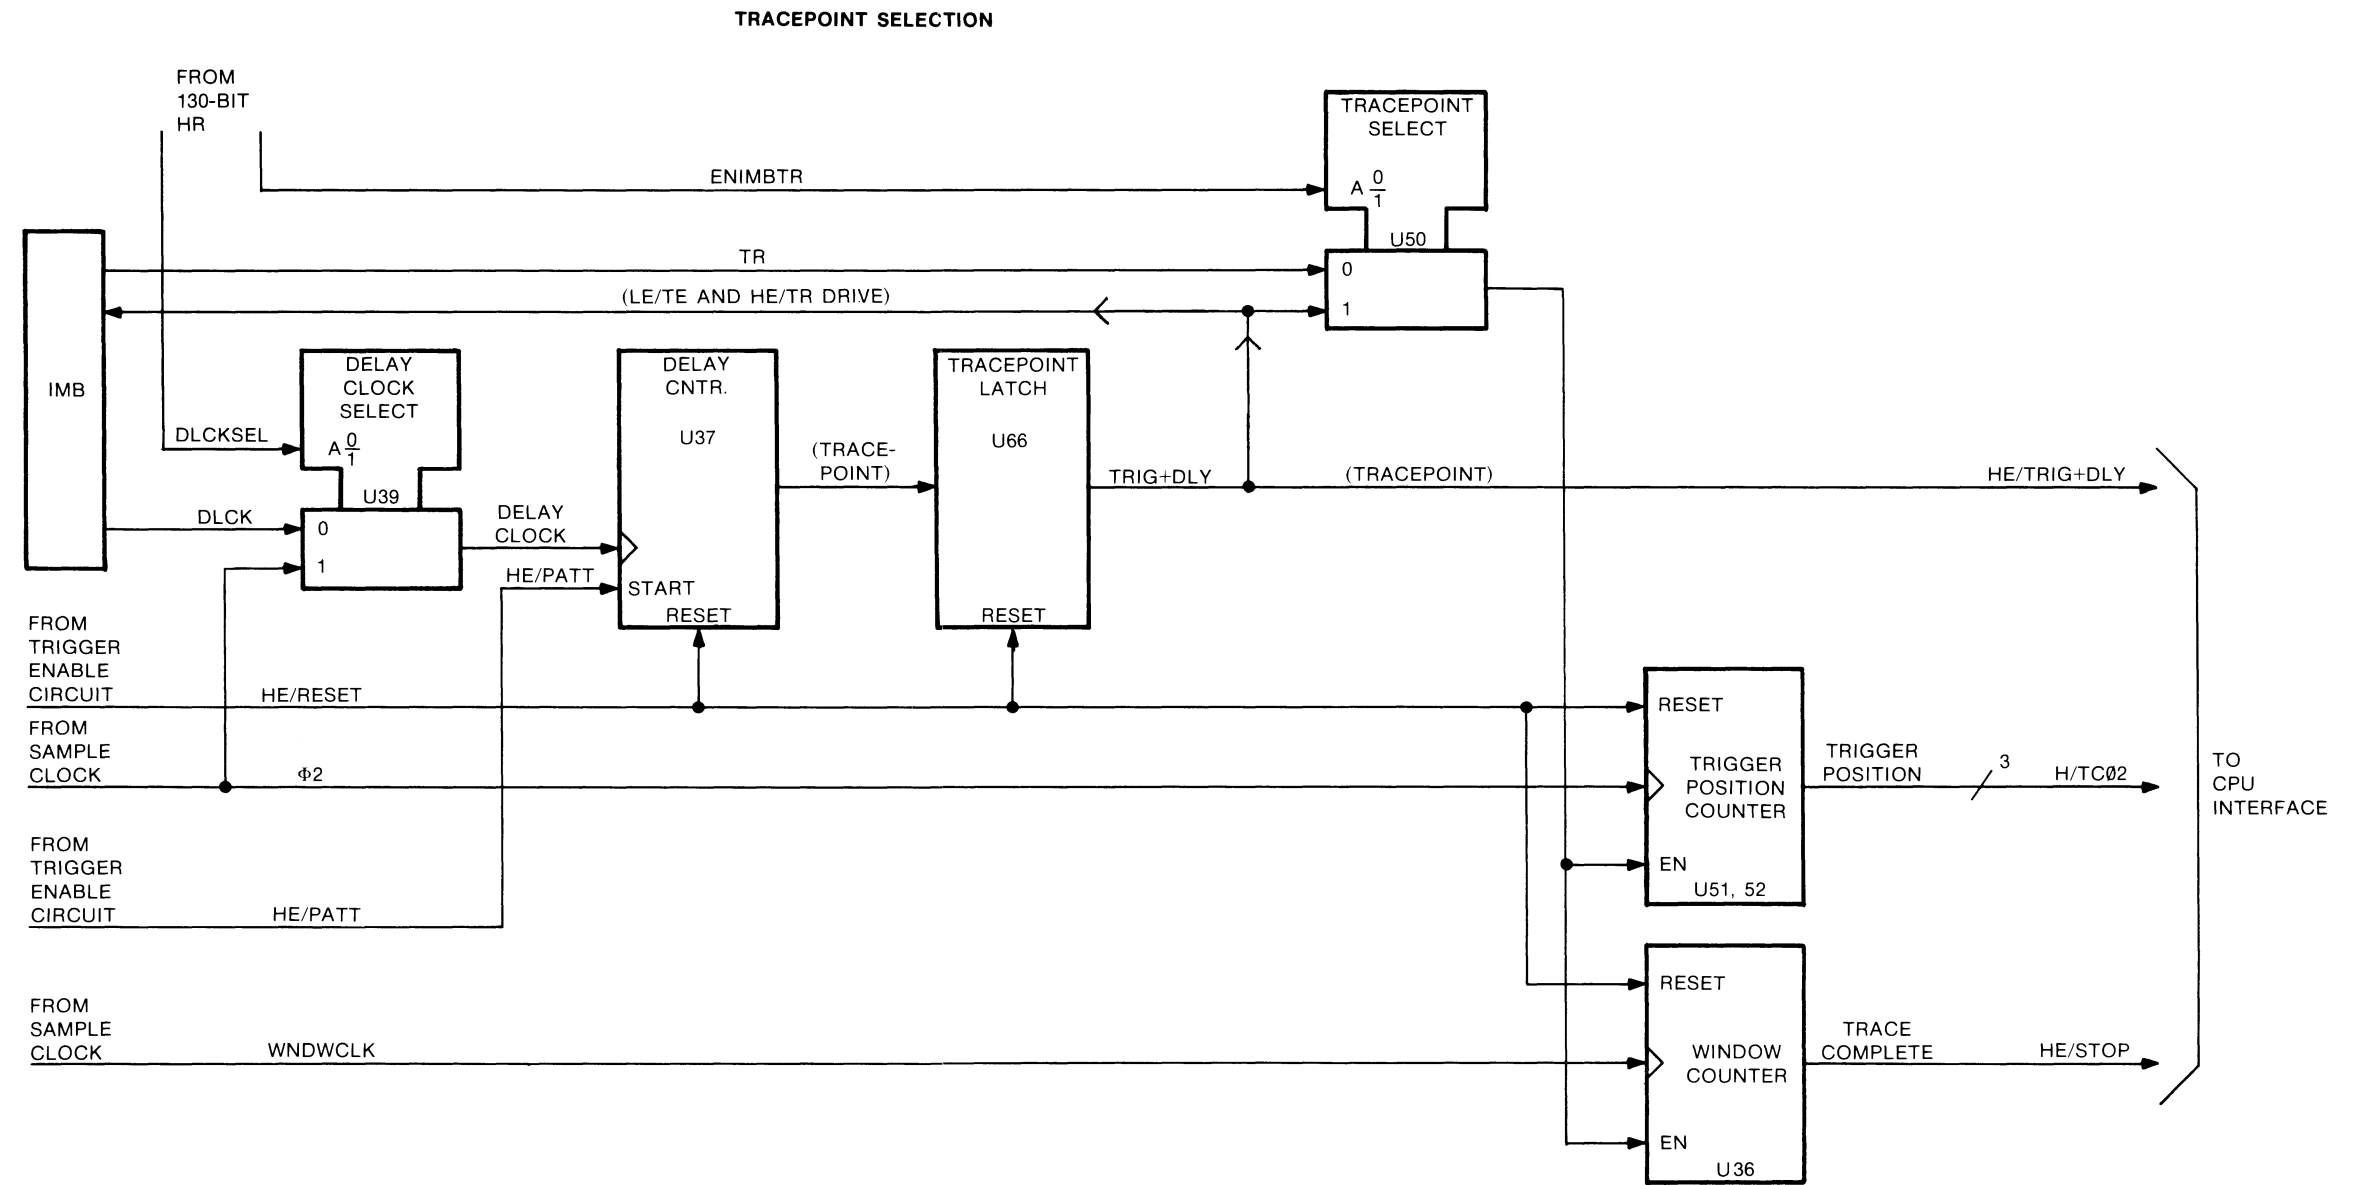 TRACEPOINT SELECTION
FROM
130-BIT
HR
TRACEPOINT
SELECT
A 0/1
U50
0
1
ENIMBTR
TR
(LE/TE AND HE/TR DRIVE)
IMB
DELAY
CLOCK
SELECT
A 0/1
U39
0
1
DLCKSEL
DLCK
DELAY
CLOCK
HE/PATT
DELAY
CNTR.
U37
START
RESET
(TRACE-
POINT)
TRACEPOINT
LATCH
U66
RESET
TRIG+DLY
(TRACEPOINT)
HE/TRIG+DLY
FROM
TRIGGER
ENABLE
CIRCUIT
HE/RESET
FROM
SAMPLE
CLOCK
Φ2
FROM
TRIGGER
ENABLE
CIRCUIT
HE/PATT
FROM
SAMPLE
CLOCK
WNDWCLK
RESET
TRIGGER
POSITION
COUNTER
EN
U51, 52
TRIGGER
POSITION
3
H/TCØ2
RESET
WINDOW
COUNTER
EN
U36
TRACE
COMPLETE
HE/STOP
TO
CPU
INTERFACE